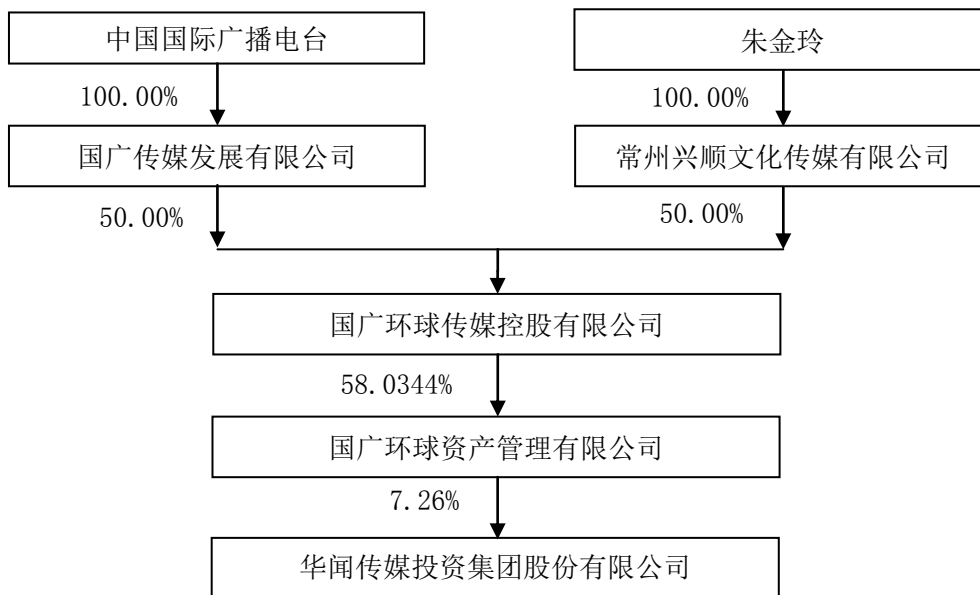 中国国际广播电台
朱金玲
100.00%
100.00%
国广传媒发展有限公司
常州兴顺文化传媒有限公司
50.00%
50.00%
国广环球传媒控股有限公司
58.0344%
国广环球资产管理有限公司
7.26%
华闻传媒投资集团股份有限公司